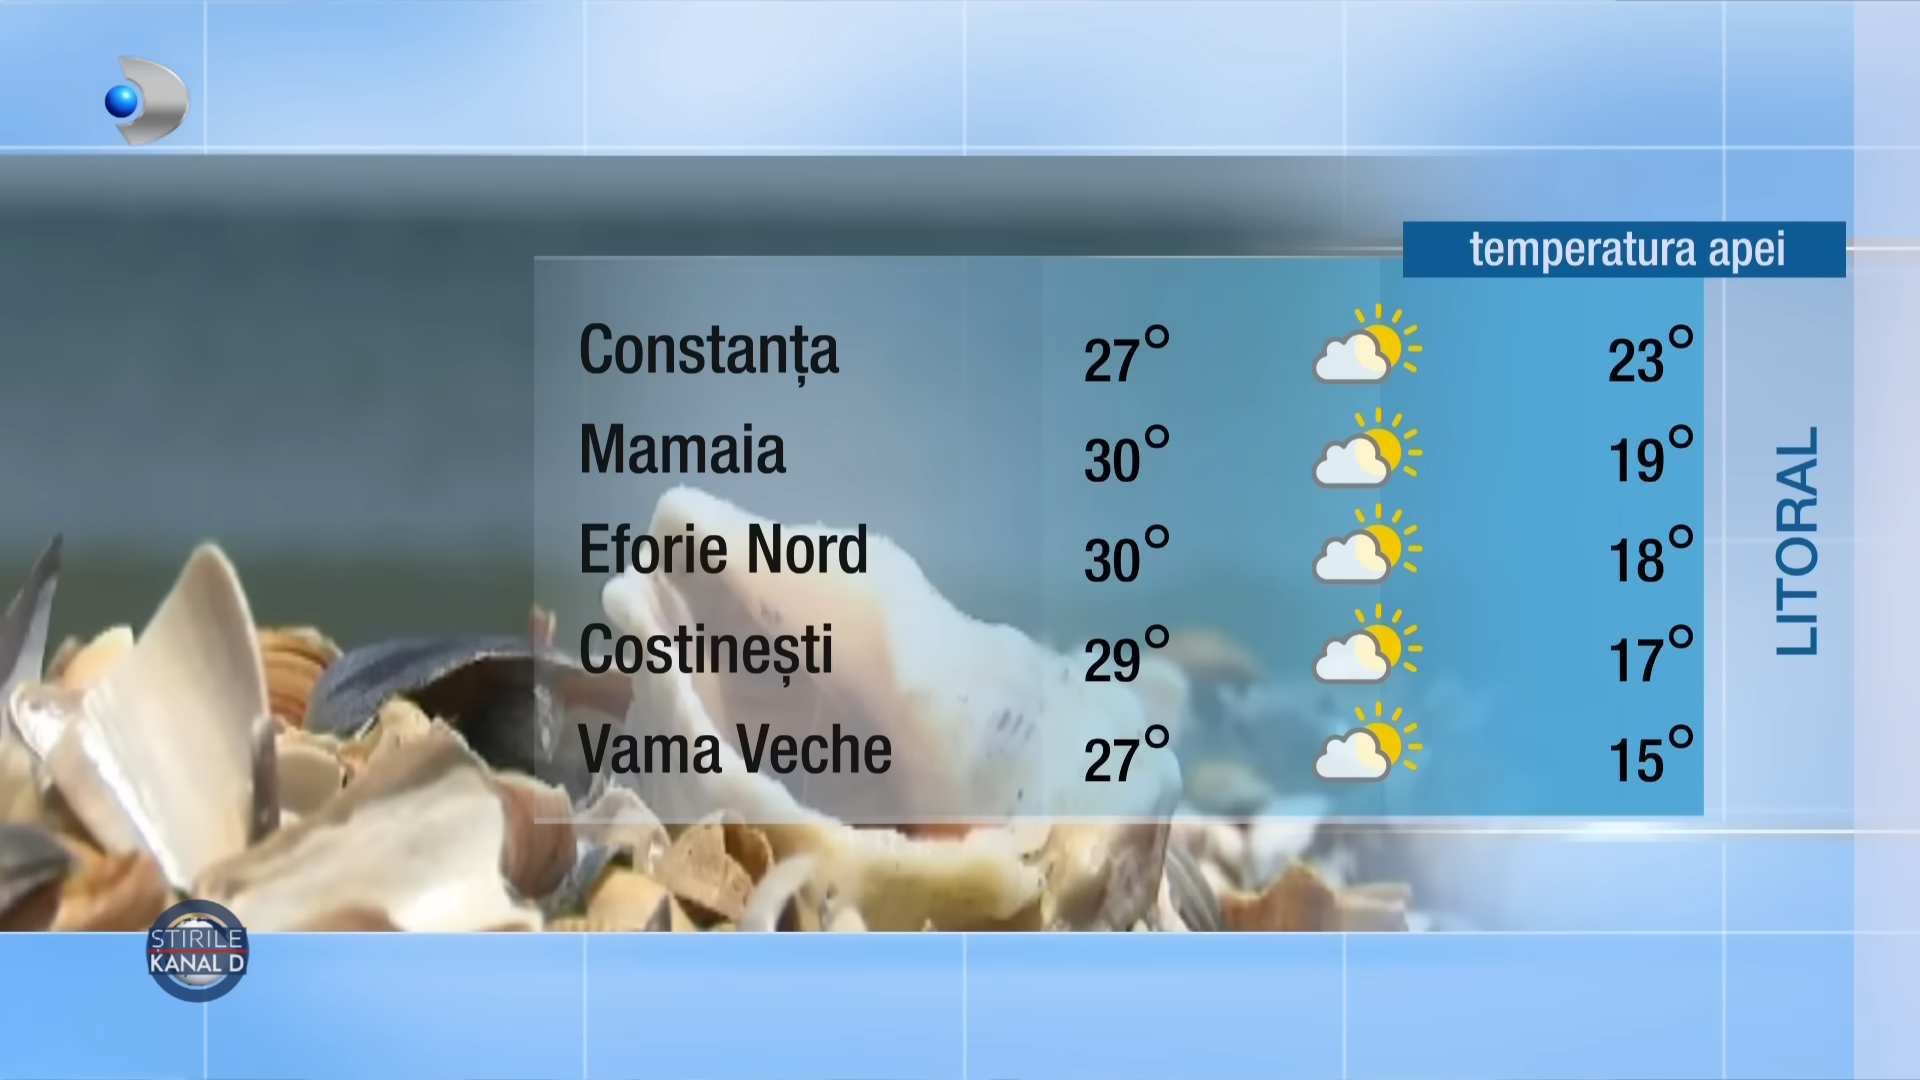 temperatura apei
Constanța 27° 23°
Mamaia 30° 19°
Eforie Nord 30° 18°
Costinești 29° 17°
Vama Veche 27° 15°
LITORAL
ȘTIRILE
KANAL D